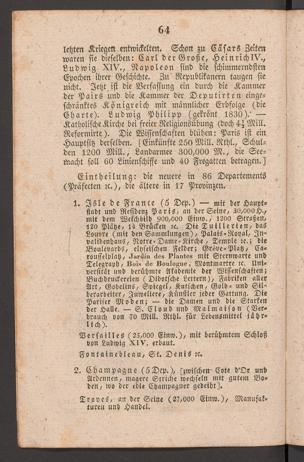 64
letzten Kriegen entwickelten. Schon zu Cäsars Zeiten
waren sie dieselben: Carl der Große, Heinrich IV.,
Ludwig XIV., Napoleon sind die schimmerndsten
Epochen ihrer Geschichte. Zu Republikanern taugen sie
nicht. Jetzt ist die Verfassung ein durch die Kammer
der Pairs und die Kammer der Deputirten einge-
schränktes Königreich mit männlicher Erbfolge (die
Charte). Ludwig Philipp (gekrönt 1830). —
Katholische Kirche bei freier Religionsübung (doch 4½ Mill.
Reformirte). Die Wissenschaften blühen: Paris ist ein
Hauptsitz derselben. [Einkünfte 250 Mill. Rthl., Schul-
den 1200 Mill., Landarmee 300,000 M., die See-
macht soll 60 Linienschiffe und 40 Fregatten betragen.]
Eintheilung: die neuere in 86 Departements
(Präfecten ꝛc.), die ältere in 17 Provinzen.
1. Isle de France (5 Dep.) — mit der Haupt-
stadt und Residenz Paris; an der Seine,
mit dem Weichbild 900,000 Einw., 1200 Straßen,
120 Plätze, 14 Brücken ꝛc. Die Tuillerien, das
Louvre (mit den Sammlungen), Palais-Royal, In-
validenhaus, Notre-Dame-Kirche, Temple ꝛc.; die
Boulevards, elysäischen Felder; Grève-Platz, Ca-
rousselplatz, Jardin des Plantes mit Sternwarte und
Telegraph, Bois de Boulogne, Montmartre ꝛc. Uni-
versität und berühmte Akademie der Wissenschaften;
Buchdruckereien (Didotsche Lettern), Fabriken aller
Art, Gobelins, Spiegel, Kutschen, Gold- und Sil-
berarbeiter, Juweliere, Künstler jeder Gattung. Die
Pariser Moden; — die Damen und die Starken
der Halle. — S. Cloud und Malmaison (Ver-
brauch von 70 Mill. Rthl. für Lebensmittel jähr-
lich).
Versailles (25,000 Einw.), mit berühmtem Schloß
von Ludwig XIV. erbaut.
Fontainebleau, St. Denis ꝛc.
2. Champagne (5 Dep.), [zwischen Cote d'Or und
Ardennen, magere Striche wechseln mit gutem Bo-
den, wo der edle Champagner gedeiht].
Troyes, an der Seine (27,000 Einw.), Manufak-
turen und Handel.